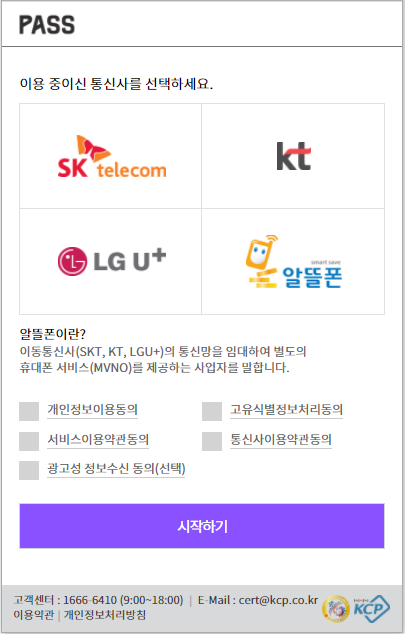 PASS
이용 중이신 통신사를 선택하세요.
SK telecom
kt
LG U+
smart save
알뜰폰
알뜰폰이란?
이동통신사(SKT, KT, LGU+)의 통신망을 임대하여 별도의
휴대폰 서비스(MVNO)를 제공하는 사업자를 말합니다.
개인정보이용동의
고유식별정보처리동의
서비스이용약관동의
통신사이용약관동의
광고성 정보수신 동의(선택)
시작하기
고객센터 : 1666-6410 (9:00~18:00) | E-Mail : cert@kcp.co.kr
이용약관 | 개인정보처리방침
KCP